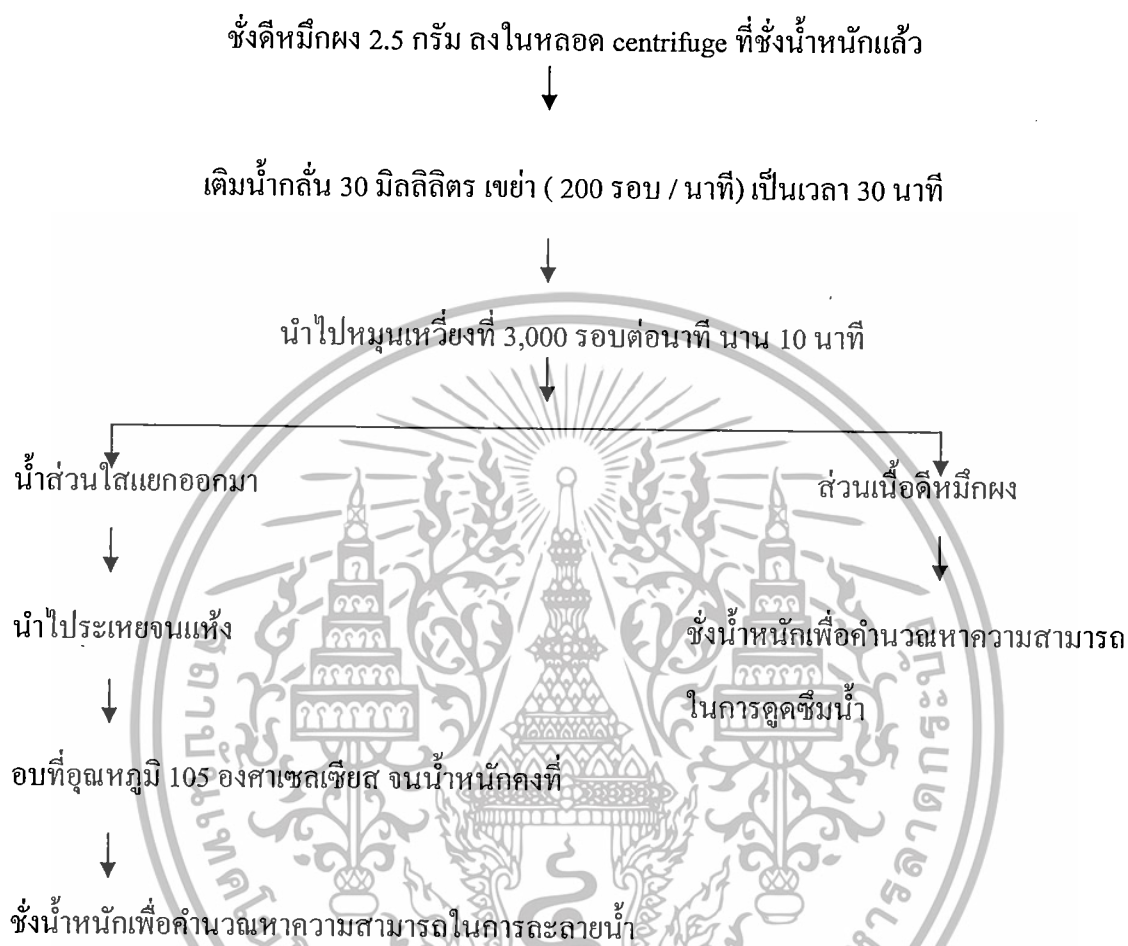 ชั่งดีหมึกผง 2.5 กรัม ลงในหลอด centrifuge ที่ชั่งน้ำหนักแล้ว
เติมน้ำกลั่น 30 มิลลิลิตร เขย่า ( 200 รอบ / นาที) เป็นเวลา 30 นาที
นำไปหมุนเหวี่ยงที่ 3,000 รอบต่อนาที นาน 10 นาที
น้ำส่วนใสแยกออกมา
ส่วนเนื้อดีหมึกผง
นำไประเหยจนแห้ง
ชั่งน้ำหนักเพื่อคำนวณหาความสามารถ
ในการดูดซึมน้ำ
อบที่อุณหภูมิ 105 องศาเซลเซียส จนน้ำหนักคงที่
ชั่งน้ำหนักเพื่อคำนวณหาความสามารถในการละลายน้ำ